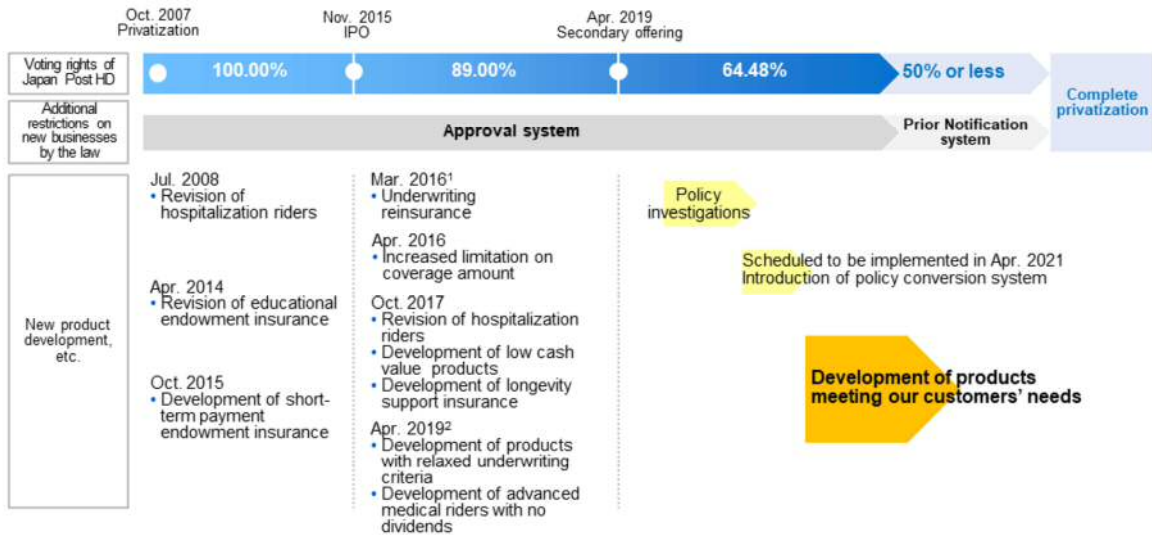 Oct. 2007
Privatization
Nov. 2015
IPO
Apr. 2019
Secondary offering
Voting rights of
Japan Post HD
100.00%
89.00%
64.48%
50% or less
Complete
privatization
Additional
restrictions on
new businesses
by the law
Approval system
Prior Notification
system
New product
development,
etc.
Jul. 2008
• Revision of
hospitalization riders
Apr. 2014
• Revision of educational
endowment insurance
Oct. 2015
• Development of short-
term payment
endowment insurance
Mar. 2016¹
• Underwriting
reinsurance
Apr. 2016
• Increased limitation on
coverage amount
Oct. 2017
• Revision of hospitalization
riders
• Development of low cash
value products
• Development of longevity
support insurance
Apr. 2019²
• Development of products
with relaxed underwriting
criteria
• Development of advanced
medical riders with no
dividends
Policy
investigations
Scheduled to be implemented in Apr. 2021
Introduction of policy conversion system
Development of products
meeting our customers' needs